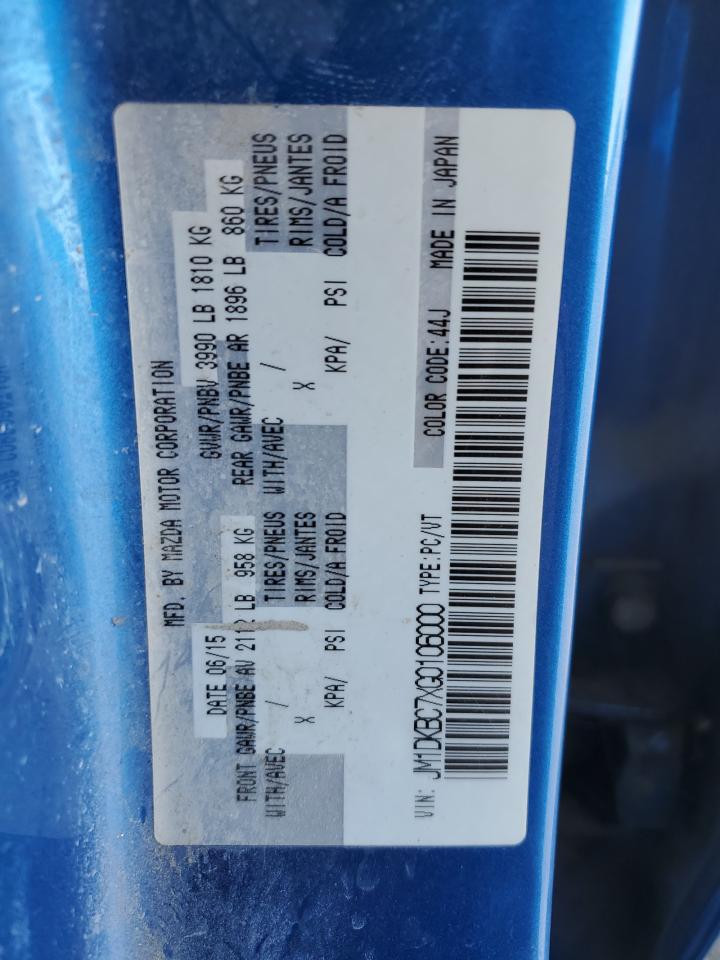 MFD. BY MAZDA MOTOR CORPORATION
DATE 06/15 GVWR/PNBV 3990 LB 1810 KG
FRONT GAWR/PNBE AV 2112 LB 958 KG REAR GAWR/PNBE AR 1896 LB 860 KG
WITH/AVEC / TIRES/PNEUS WITH/AVEC / TIRES/PNEUS
X RIMS/JANTES X RIMS/JANTES
KPA/ PSI COLD/A FROID KPA/ PSI COLD/A FROID
VIN: JM1DKBC7XG0106000 TYPE:PC/VT COLOR CODE:44J MADE IN JAPAN